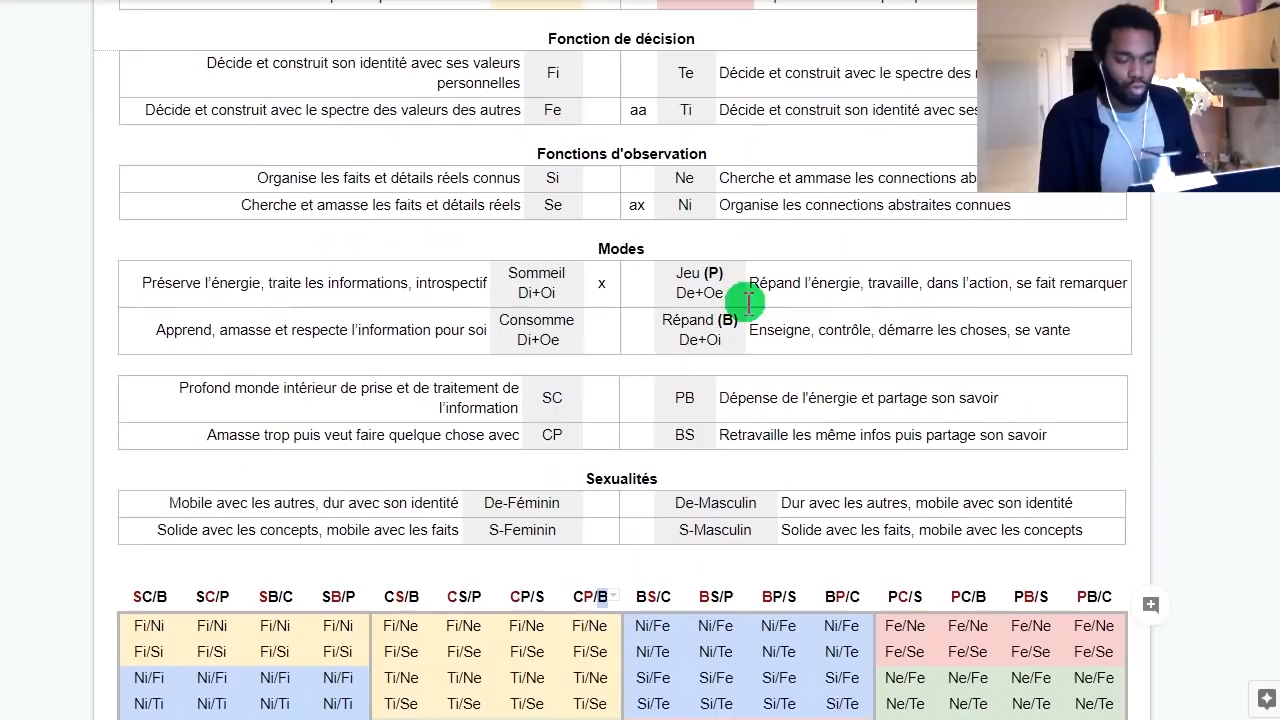 Fonction de décision
Décide et construit son identité avec ses valeurs
personnelles
Fi
Te
Décide et construit avec le spectre des
Décide et construit avec le spectre des valeurs des autres
Fe
aa
Ti
Décide et construit son identité avec ses
Fonctions d'observation
Organise les faits et détails réels connus
Si
Ne
Cherche et ammase les connections
Cherche et amasse les faits et détails réels
Se
ax
Ni
Organise les connections abstraites connues
Modes
Préserve l'énergie, traite les informations, introspectif
Sommeil
Di+Oi
x
Jeu (P)
De+Oe
Répand l'énergie, travaille, dans l'action, se fait remarquer
Apprend, amasse et respecte l'information pour soi
Consomme
Di+Oe
Répand (B)
De+Oi
Enseigne, contrôle, démarre les choses, se vante
Profond monde intérieur de prise et de traitement de
l'information
SC
PB
Dépense de l'énergie et partage son savoir
Amasse trop puis veut faire quelque chose avec
CP
BS
Retravaille les même infos puis partage son savoir
Sexualités
Mobile avec les autres, dur avec son identité
De-Féminin
De-Masculin
Dur avec les autres, mobile avec son identité
Solide avec les concepts, mobile avec les faits
S-Feminin
S-Masculin
Solide avec les faits, mobile avec les concepts
SC/B SC/P SB/C SB/P CS/B CS/P CP/S CP/B BS/C BS/P BP/S BP/C PC/S PC/B PB/S PB/C
Fi/Ni Fi/Ni Fi/Ni Fi/Ni Fi/Ne Fi/Ne Fi/Ne Fi/Ne Ni/Fe Ni/Fe Ni/Fe Ni/Fe Fe/Ne Fe/Ne Fe/Ne Fe/Ne
Fi/Si Fi/Si Fi/Si Fi/Si Fi/Se Fi/Se Fi/Se Fi/Se Ni/Te Ni/Te Ni/Te Ni/Te Fe/Se Fe/Se Fe/Se Fe/Se
Ni/Fi Ni/Fi Ni/Fi Ni/Fi Ti/Ne Ti/Ne Ti/Ne Ti/Ne Si/Fe Si/Fe Si/Fe Si/Fe Ne/Fe Ne/Fe Ne/Fe Ne/Fe
Ni/Ti Ni/Ti Ni/Ti Ni/Ti Ti/Se Ti/Se Ti/Se Ti/Se Si/Te Si/Te Si/Te Si/Te Ne/Te Ne/Te Ne/Te Ne/Te